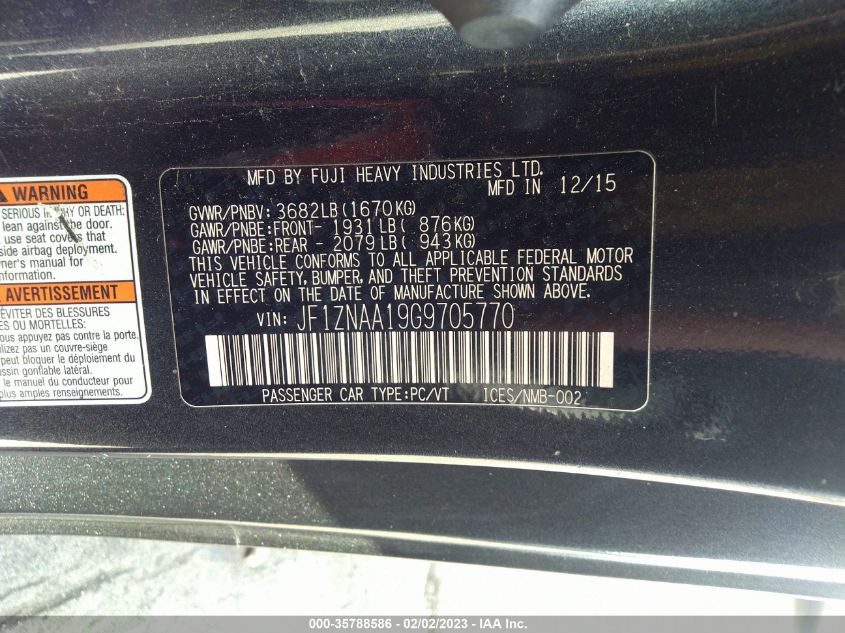 MFD BY FUJI HEAVY INDUSTRIES LTD.
MFD IN 12/15
GVWR/PNBV: 3682LB(1670KG)
GAWR/PNBE:FRONT- 1931LB( 876KG)
GAWR/PNBE:REAR - 2079LB( 943KG)
THIS VEHICLE CONFORMS TO ALL APPLICABLE FEDERAL MOTOR
VEHICLE SAFETY, BUMPER, AND THEFT PREVENTION STANDARDS
IN EFFECT ON THE DATE OF MANUFACTURE SHOWN ABOVE.
VIN: JF1ZNAA19G9705770
PASSENGER CAR TYPE:PC/VT ICES/NMB-002
WARNING
SERIOUS INJURY OR DEATH:
lean against the door.
use seat covers that
side airbag deployment.
ner's manual for
nformation.
AVERTISSEMENT
ÉVITER DES BLESSURES
OU MORTELLES:
vous appuyez pas contre la porte.
ilizez pas un couvre-siège
peut bloquer le déploiement du
sin gonflable latéral.
le manuel du conducteur pour
plus amples renseignements.
000-35788586 - 02/02/2023 - IAA Inc.